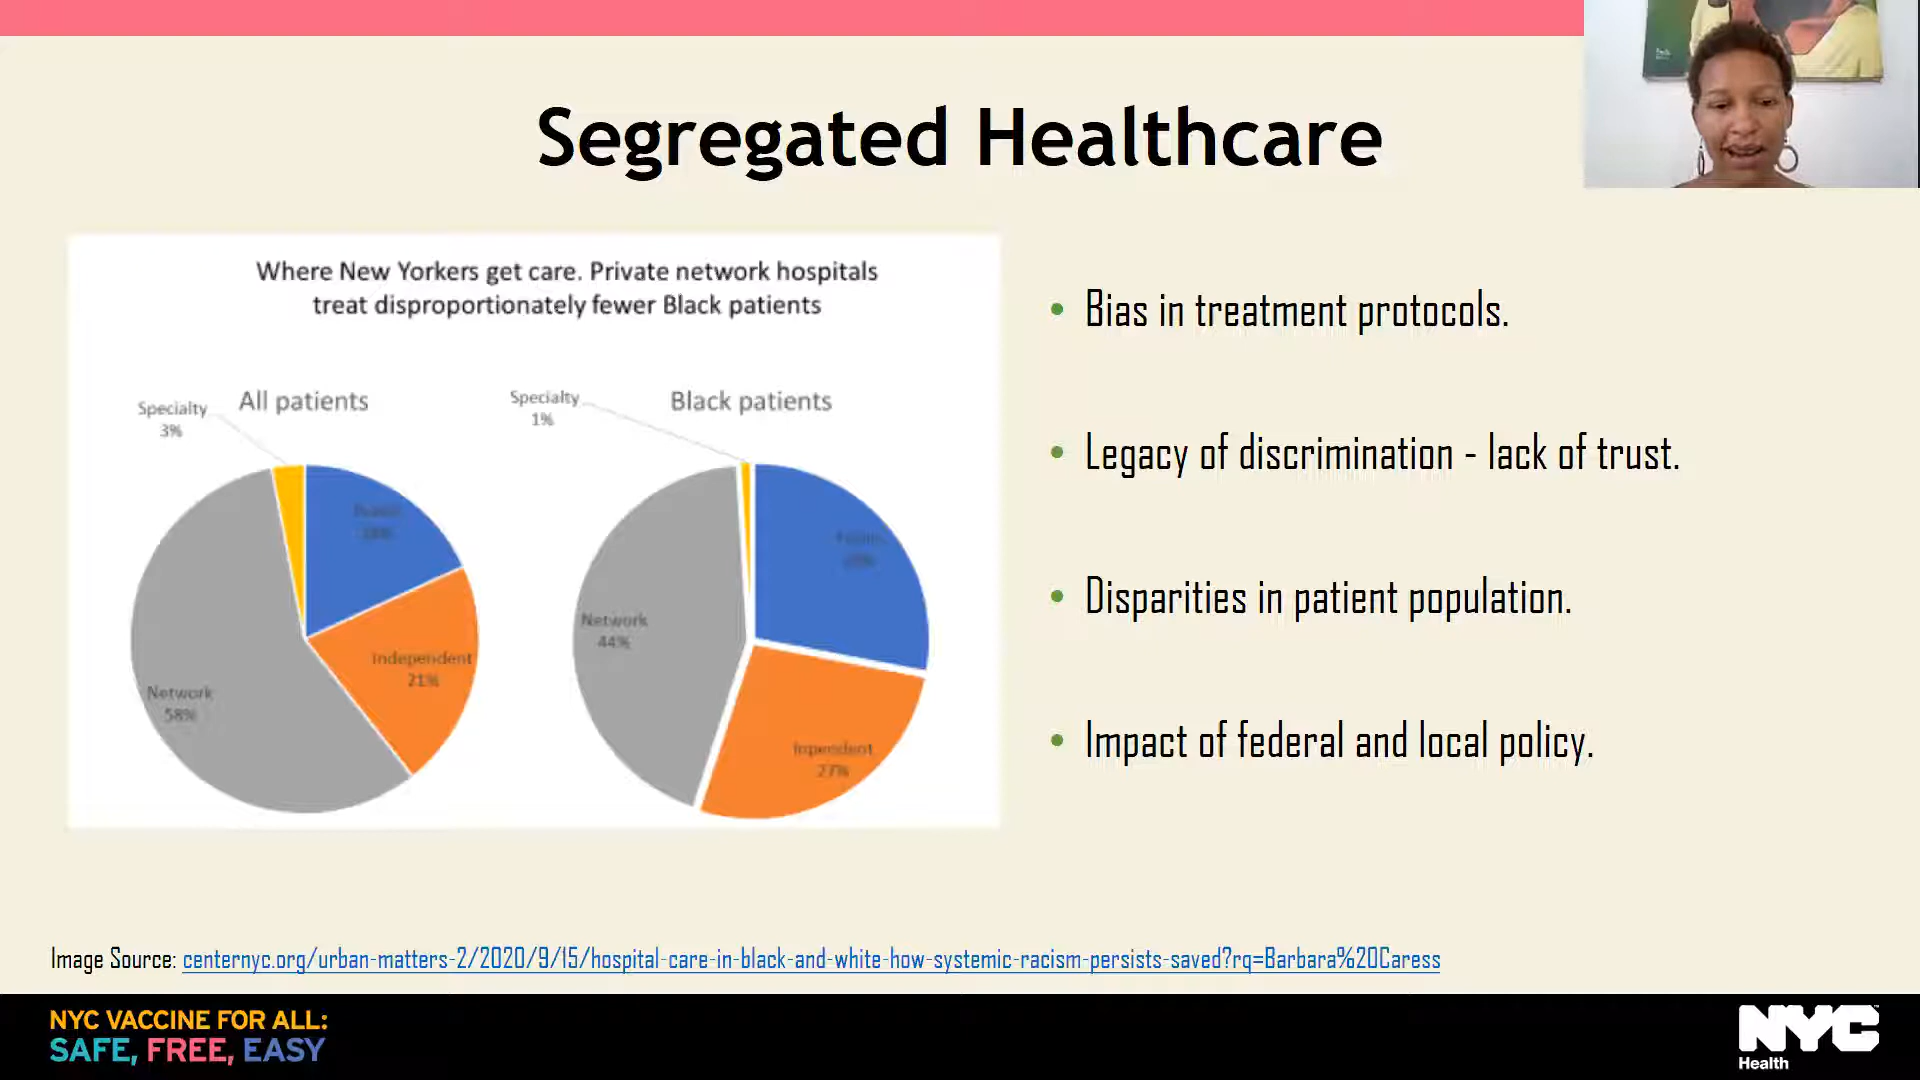 Segregated Healthcare
Where New Yorkers get care. Private network hospitals
treat disproportionately fewer Black patients
All patients
Specialty
3%
Public
18%
Independent
21%
Network
58%
Black patients
Specialty
1%
Public
Inpendent
27%
Network
44%
• Bias in treatment protocols.
• Legacy of discrimination - lack of trust.
• Disparities in patient population.
• Impact of federal and local policy.
Image Source: centernyc.org/urban-matters-2/2020/9/15/hospital-care-in-black-and-white-how-systemic-racism-persists-saved?rq=Barbara%20Caress
NYC VACCINE FOR ALL:
SAFE, FREE, EASY
NYC
Health